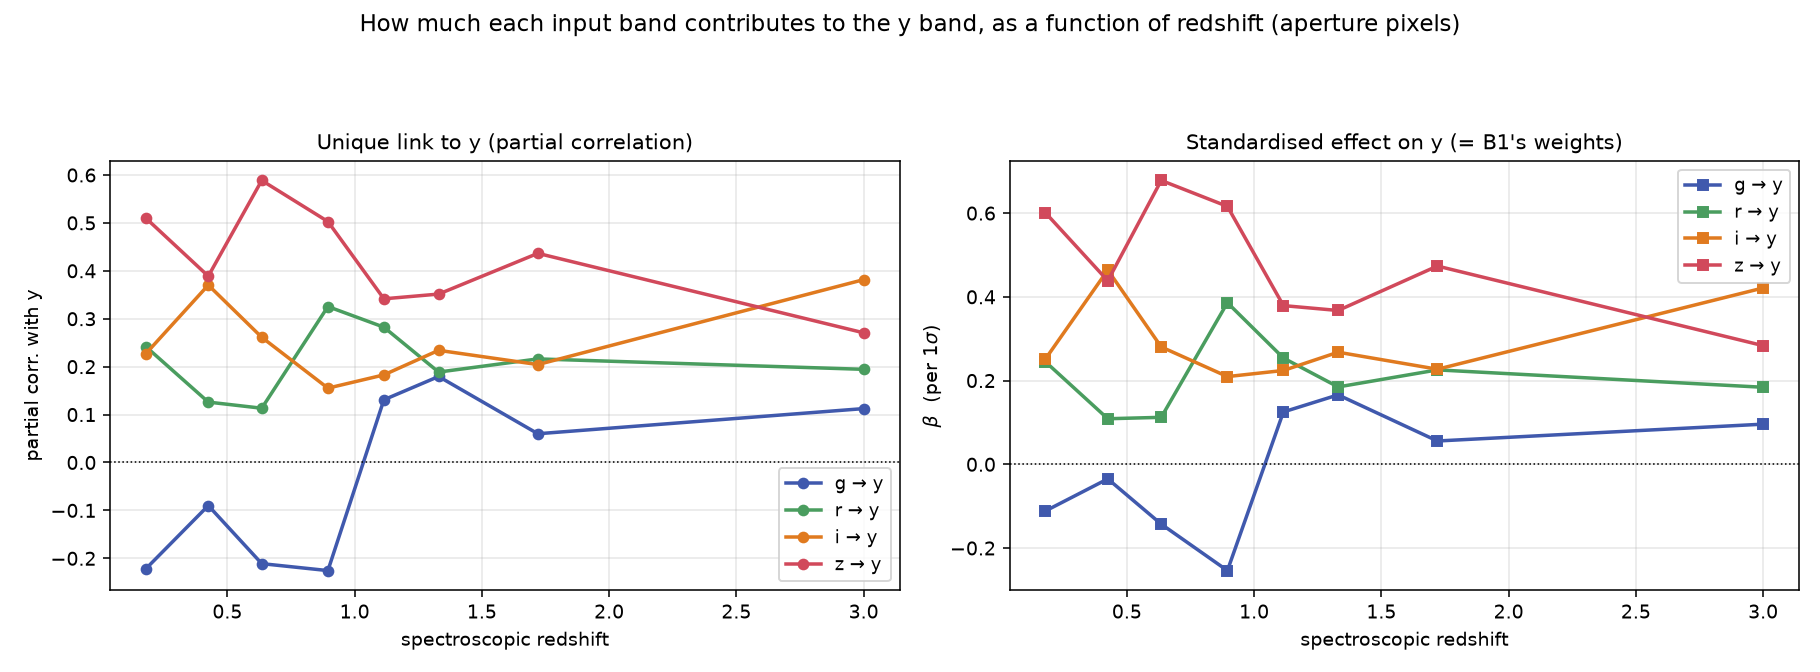 How much each input band contributes to the y band, as a function of redshift (aperture pixels)
Unique link to y (partial correlation)
partial corr. with y
0.6
0.5
0.4
0.3
0.2
0.1
0.0
−0.1
−0.2
0.5
1.0
1.5
2.0
2.5
3.0
spectroscopic redshift
g → y
r → y
i → y
z → y
Standardised effect on y (= B1's weights)
β (per 1σ)
0.6
0.4
0.2
0.0
−0.2
0.5
1.0
1.5
2.0
2.5
3.0
spectroscopic redshift
g → y
r → y
i → y
z → y